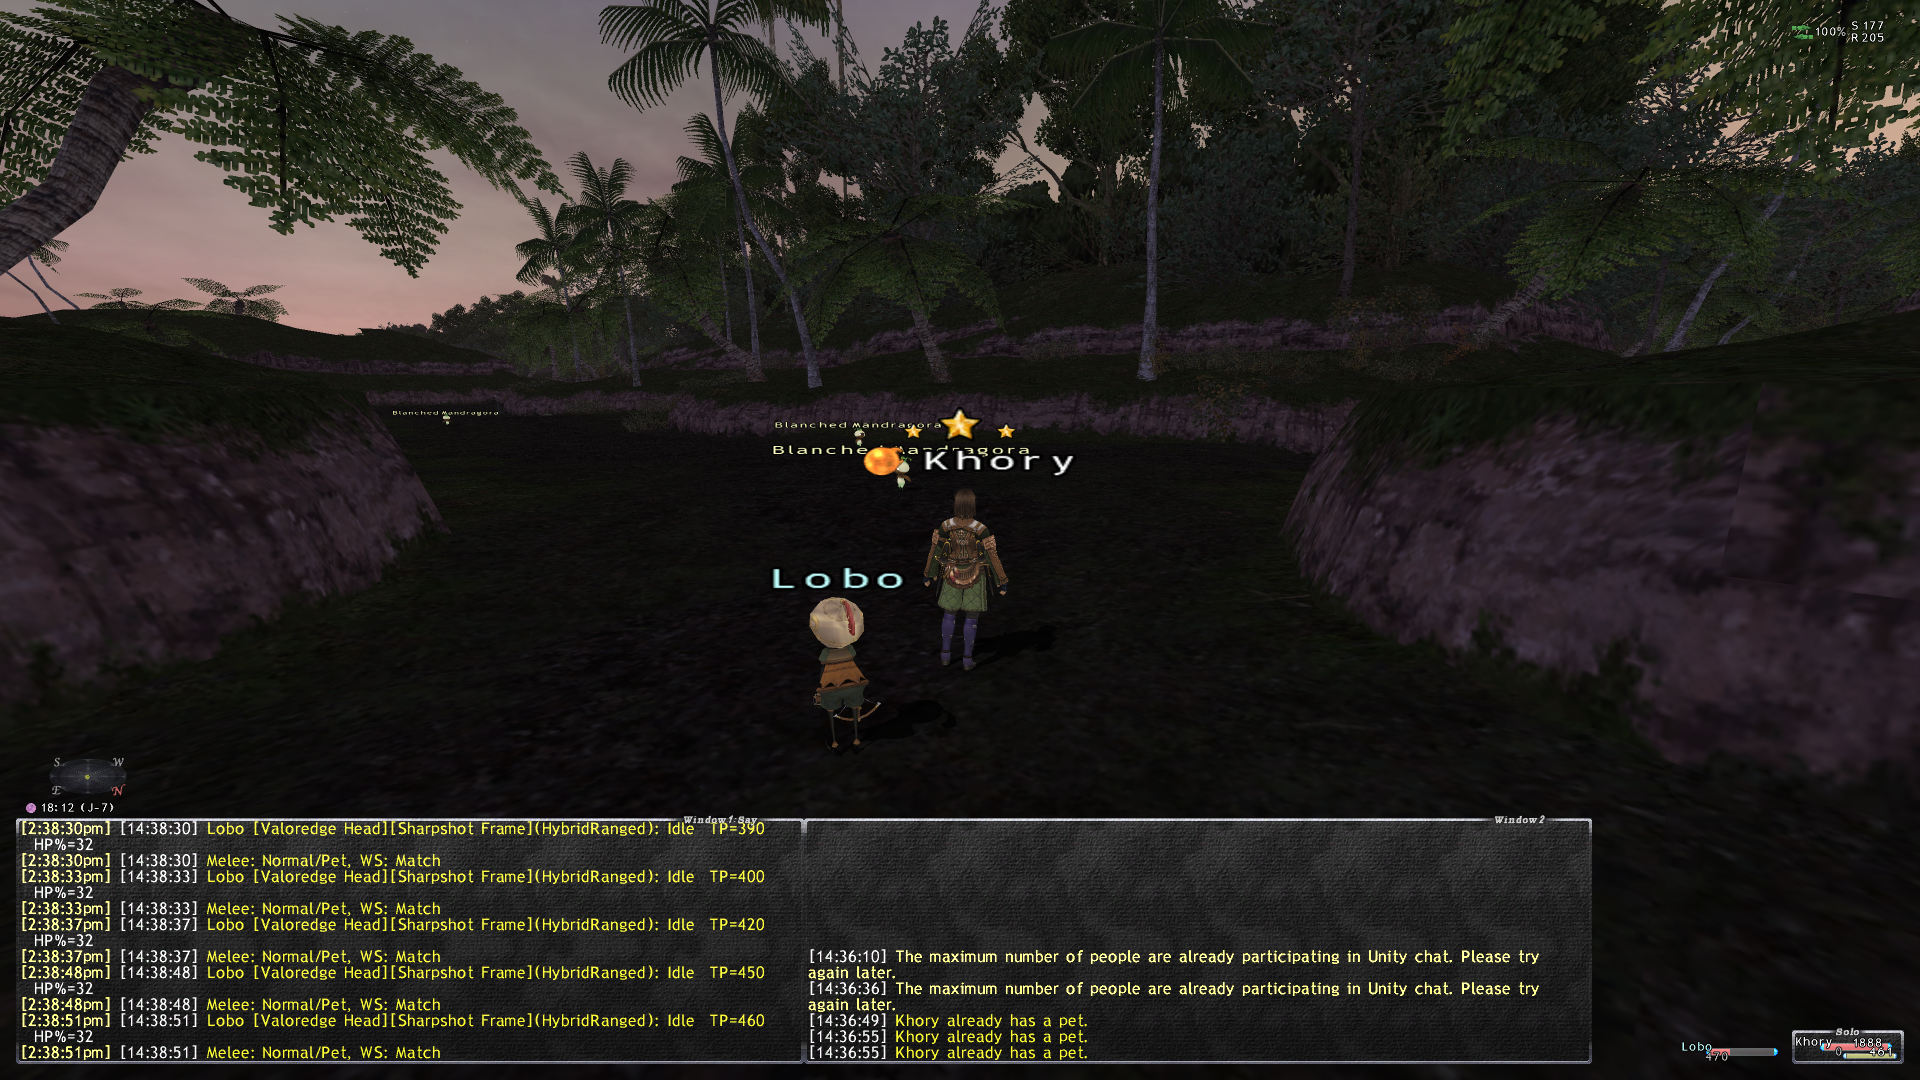 100%
S 177
R 205
Blanched Mandragora
Blanched Mandragora
Khory
Lobo
S W
E N
18:12 (J-7)
Window 1: Say
[2:38:30pm] [14:38:30] Lobo [Valoredge Head][Sharpshot Frame](HybridRanged): Idle TP=390
HP%=32
[2:38:30pm] [14:38:30] Melee: Normal/Pet, WS: Match
[2:38:33pm] [14:38:33] Lobo [Valoredge Head][Sharpshot Frame](HybridRanged): Idle TP=400
HP%=32
[2:38:33pm] [14:38:33] Melee: Normal/Pet, WS: Match
[2:38:37pm] [14:38:37] Lobo [Valoredge Head][Sharpshot Frame](HybridRanged): Idle TP=420
HP%=32
[2:38:37pm] [14:38:37] Melee: Normal/Pet, WS: Match
[2:38:48pm] [14:38:48] Lobo [Valoredge Head][Sharpshot Frame](HybridRanged): Idle TP=450
HP%=32
[2:38:48pm] [14:38:48] Melee: Normal/Pet, WS: Match
[2:38:51pm] [14:38:51] Lobo [Valoredge Head][Sharpshot Frame](HybridRanged): Idle TP=460
HP%=32
[2:38:51pm] [14:38:51] Melee: Normal/Pet, WS: Match
Window 2
[14:36:10] The maximum number of people are already participating in Unity chat. Please try
again later.
[14:36:36] The maximum number of people are already participating in Unity chat. Please try
again later.
[14:36:49] Khory already has a pet.
[14:36:55] Khory already has a pet.
[14:36:55] Khory already has a pet.
Lobo
470
Solo
Khory 1888
0 461